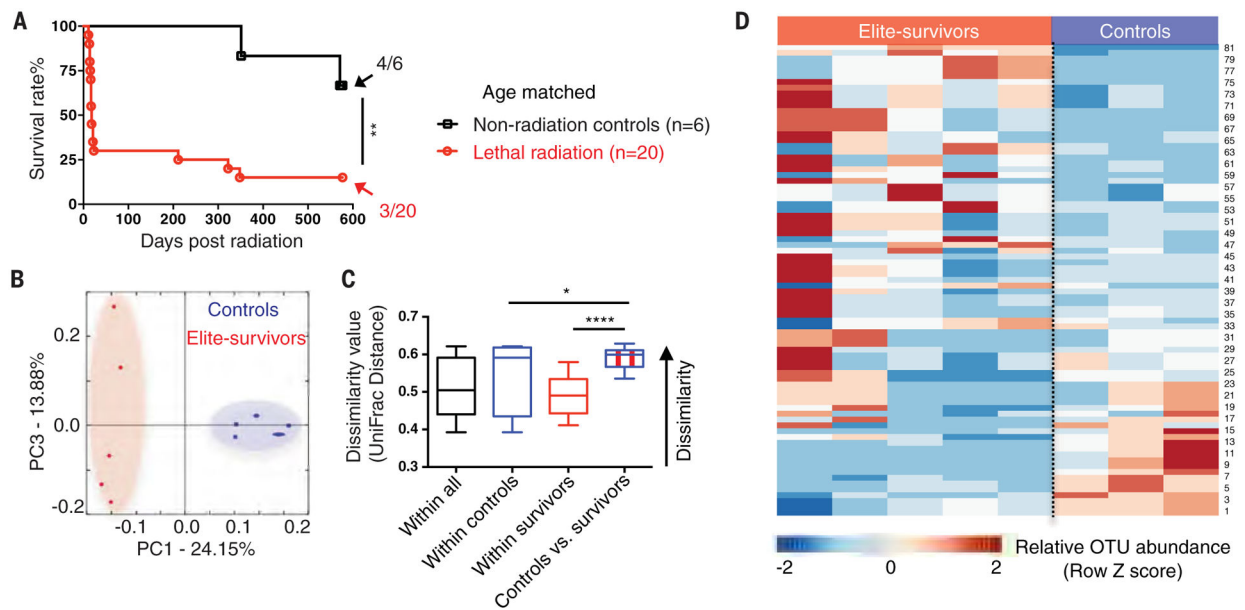 A
100
75
50
25
0
Survival rate%
0 100 200 300 400 500 600
Days post radiation
4/6
**
3/20
Age matched
Non-radiation controls (n=6)
Lethal radiation (n=20)
B
Controls
Elite-survivors
0.2
0.0
-0.2
PC3 - 13.88%
-0.1 0.0 0.1 0.2
PC1 - 24.15%
C
*
****
0.7
0.6
0.5
0.4
0.3
Dissimilarity value
(UniFrac Distance)
Dissimilarity
Within all
Within controls
Within survivors
Controls vs. survivors
D
Elite-survivors
Controls
81
79
77
75
73
71
69
67
65
63
61
59
57
55
53
51
49
47
45
43
41
39
37
35
33
31
29
27
25
23
21
19
17
15
13
11
9
7
5
3
1
-2 0 2
Relative OTU abundance
(Row Z score)